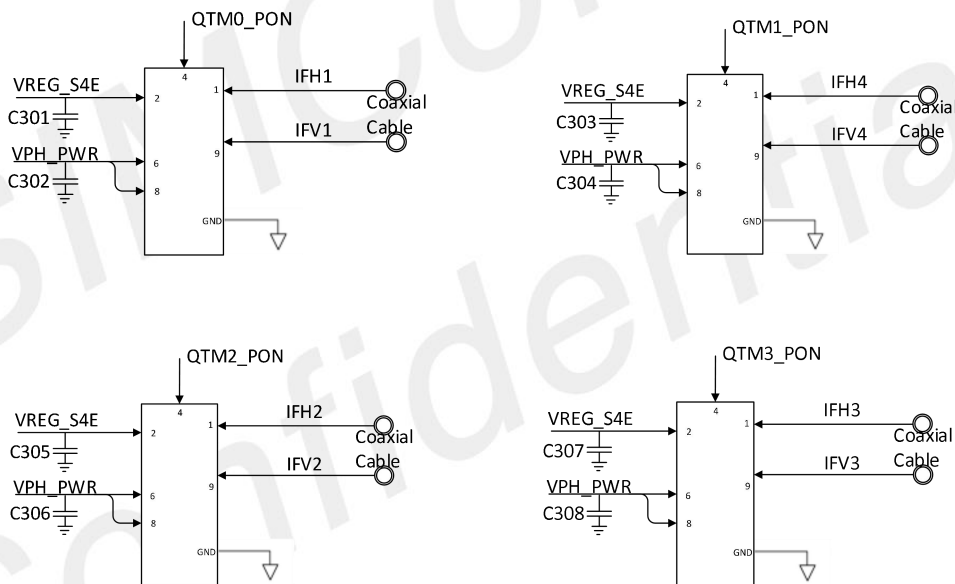 QTM0_PON
4
VREG_S4E
2
C301
VPH_PWR
6
C302
8
1
IFH1
Coaxial
Cable
IFV1
9
GND
QTM1_PON
4
VREG_S4E
2
C303
VPH_PWR
6
C304
8
1
IFH4
Coaxial
Cable
IFV4
9
GND
QTM2_PON
4
VREG_S4E
2
C305
VPH_PWR
6
C306
8
1
IFH2
Coaxial
Cable
IFV2
9
GND
QTM3_PON
4
VREG_S4E
2
C307
VPH_PWR
6
C308
8
1
IFH3
Coaxial
Cable
IFV3
9
GND
SIMCom
Confidential